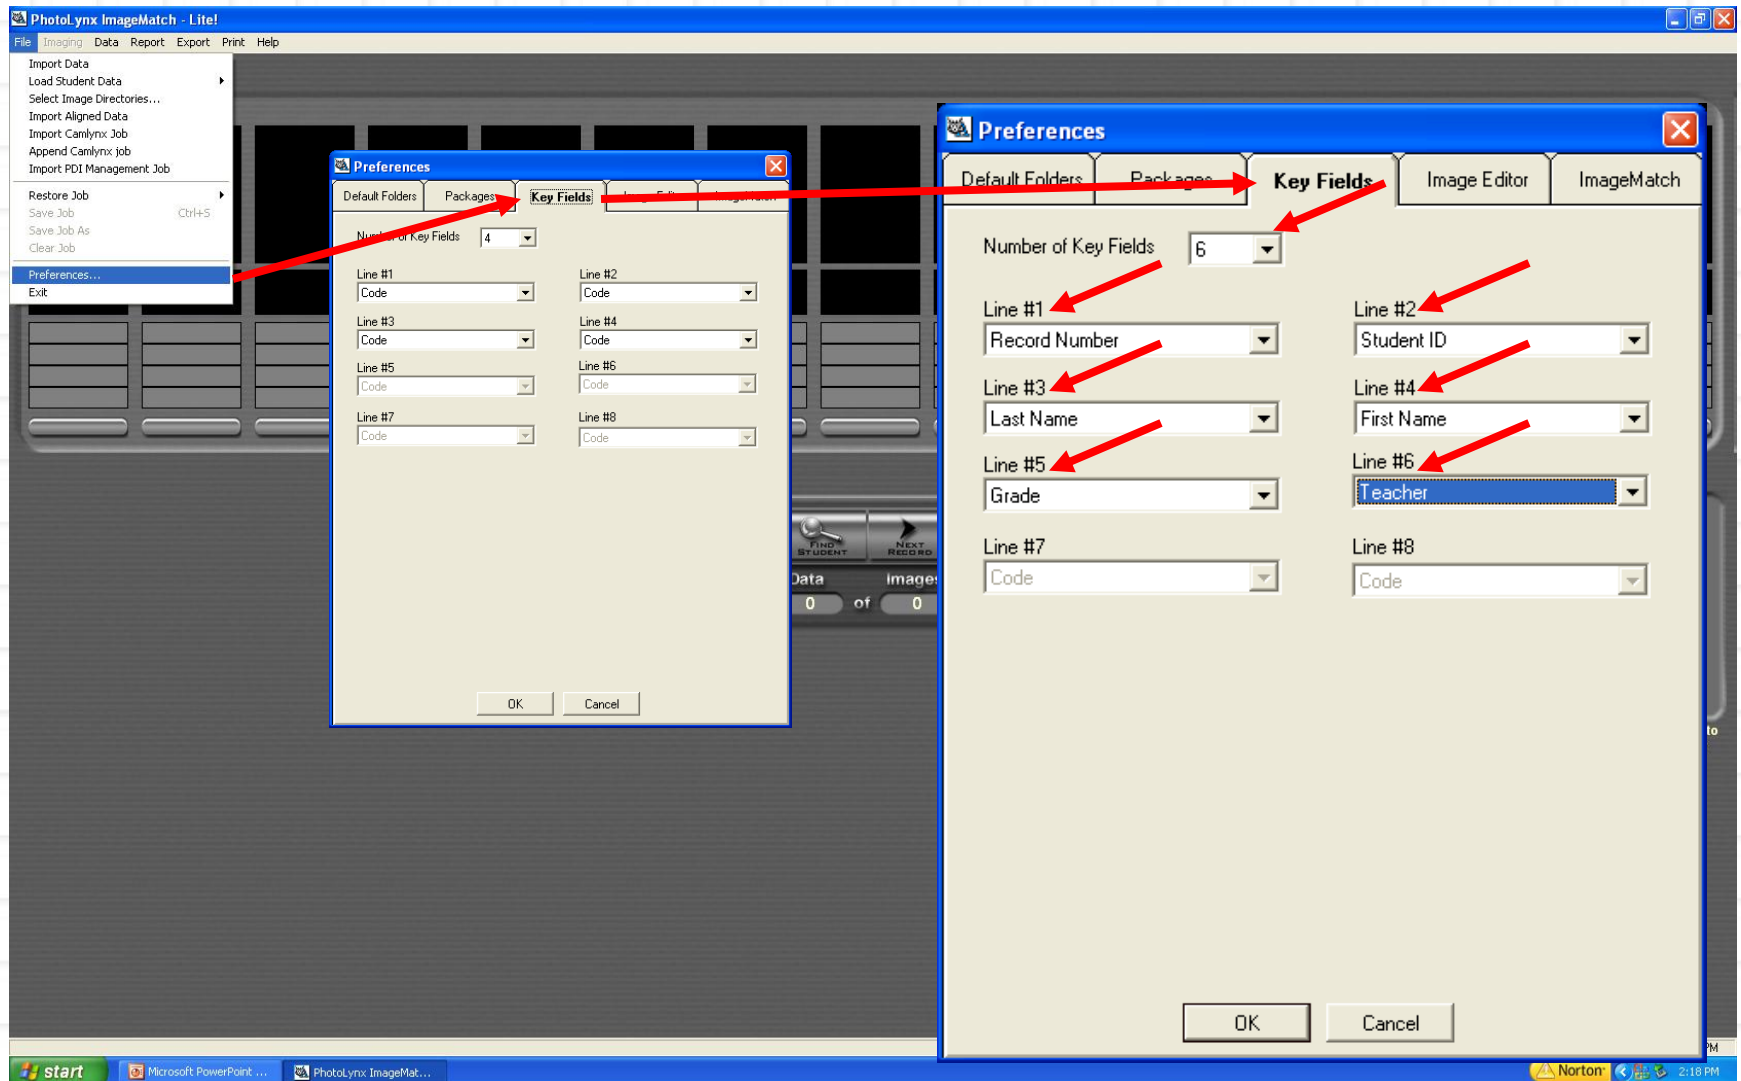 PhotoLynx ImageMatch - Lite!
File Imaging Data Report Export Print Help
Import Data
Load Student Data
Select Image Directories...
Import Aligned Data
Import Camlynx Job
Append Camlynx job
Import PDI Management Job
Restore Job
Save Job Ctrl+S
Save Job As
Clear Job
Preferences...
Exit
Preferences
Default Folders Packages Key Fields
Number of Key Fields 4
Line #1 Line #2
Code Code
Line #3 Line #4
Code Code
Line #5 Line #6
Code Code
Line #7 Line #8
Code Code
OK Cancel
FIND STUDENT
NEXT RECORD
Data Images
0 of 0
Preferences
Default Folders Packages Key Fields Image Editor ImageMatch
Number of Key Fields 6
Line #1 Line #2
Record Number Student ID
Line #3 Line #4
Last Name First Name
Line #5 Line #6
Grade Teacher
Line #7 Line #8
Code Code
OK Cancel
to
PM
start Microsoft PowerPoint ... PhotoLynx ImageMat... Norton 2:18 PM